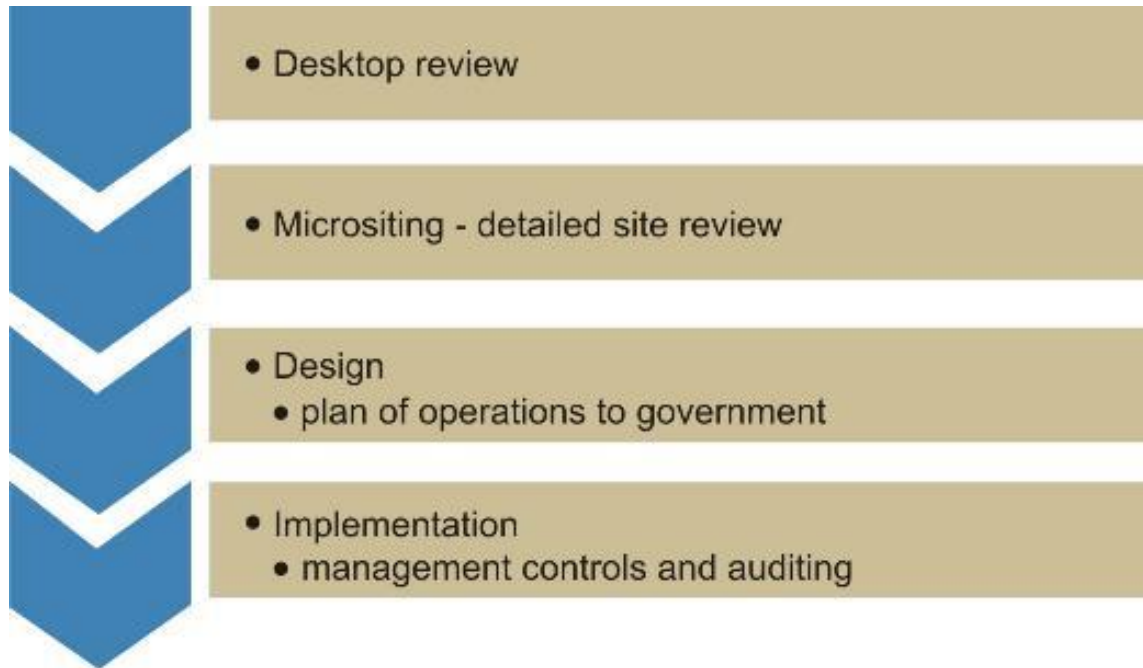 • Desktop review
• Micrositing - detailed site review
• Design
• plan of operations to government
• Implementation
• management controls and auditing